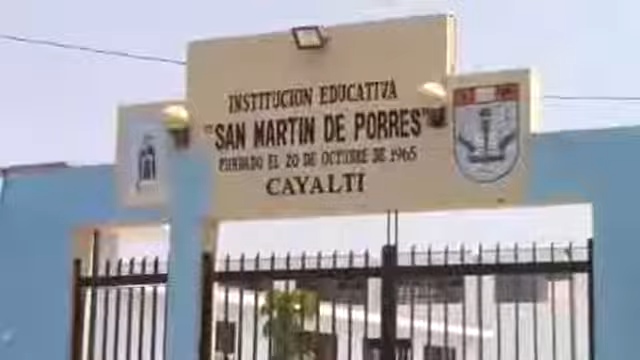 INSTITUCION EDUCATIVA
"SAN MARTIN DE PORRES"
FUNDADO EL 20 DE OCTUBRE DE 1965
CAYALTI